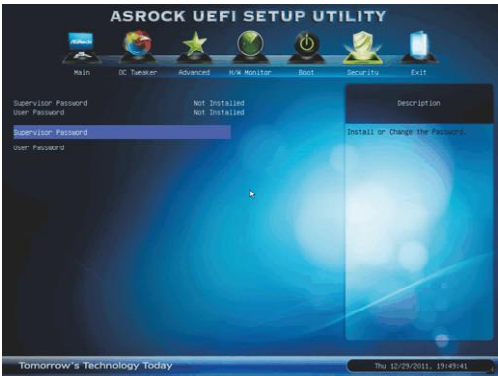 ASROCK UEFI SETUP UTILITY
Main OC Tweaker Advanced H/W Monitor Boot Security Exit
Supervisor Password Not Installed
User Password Not Installed
Supervisor Password
User Password
Description
Install or Change the Password.
Tomorrow's Technology Today
Thu 12/29/2011, 19:49:41